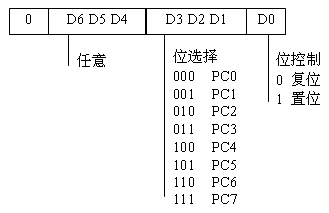 0 D6 D5 D4 D3 D2 D1 D0
任意
位选择
000 PC0
001 PC1
010 PC2
011 PC3
100 PC4
101 PC5
110 PC6
111 PC7
位控制
0 复位
1 置位